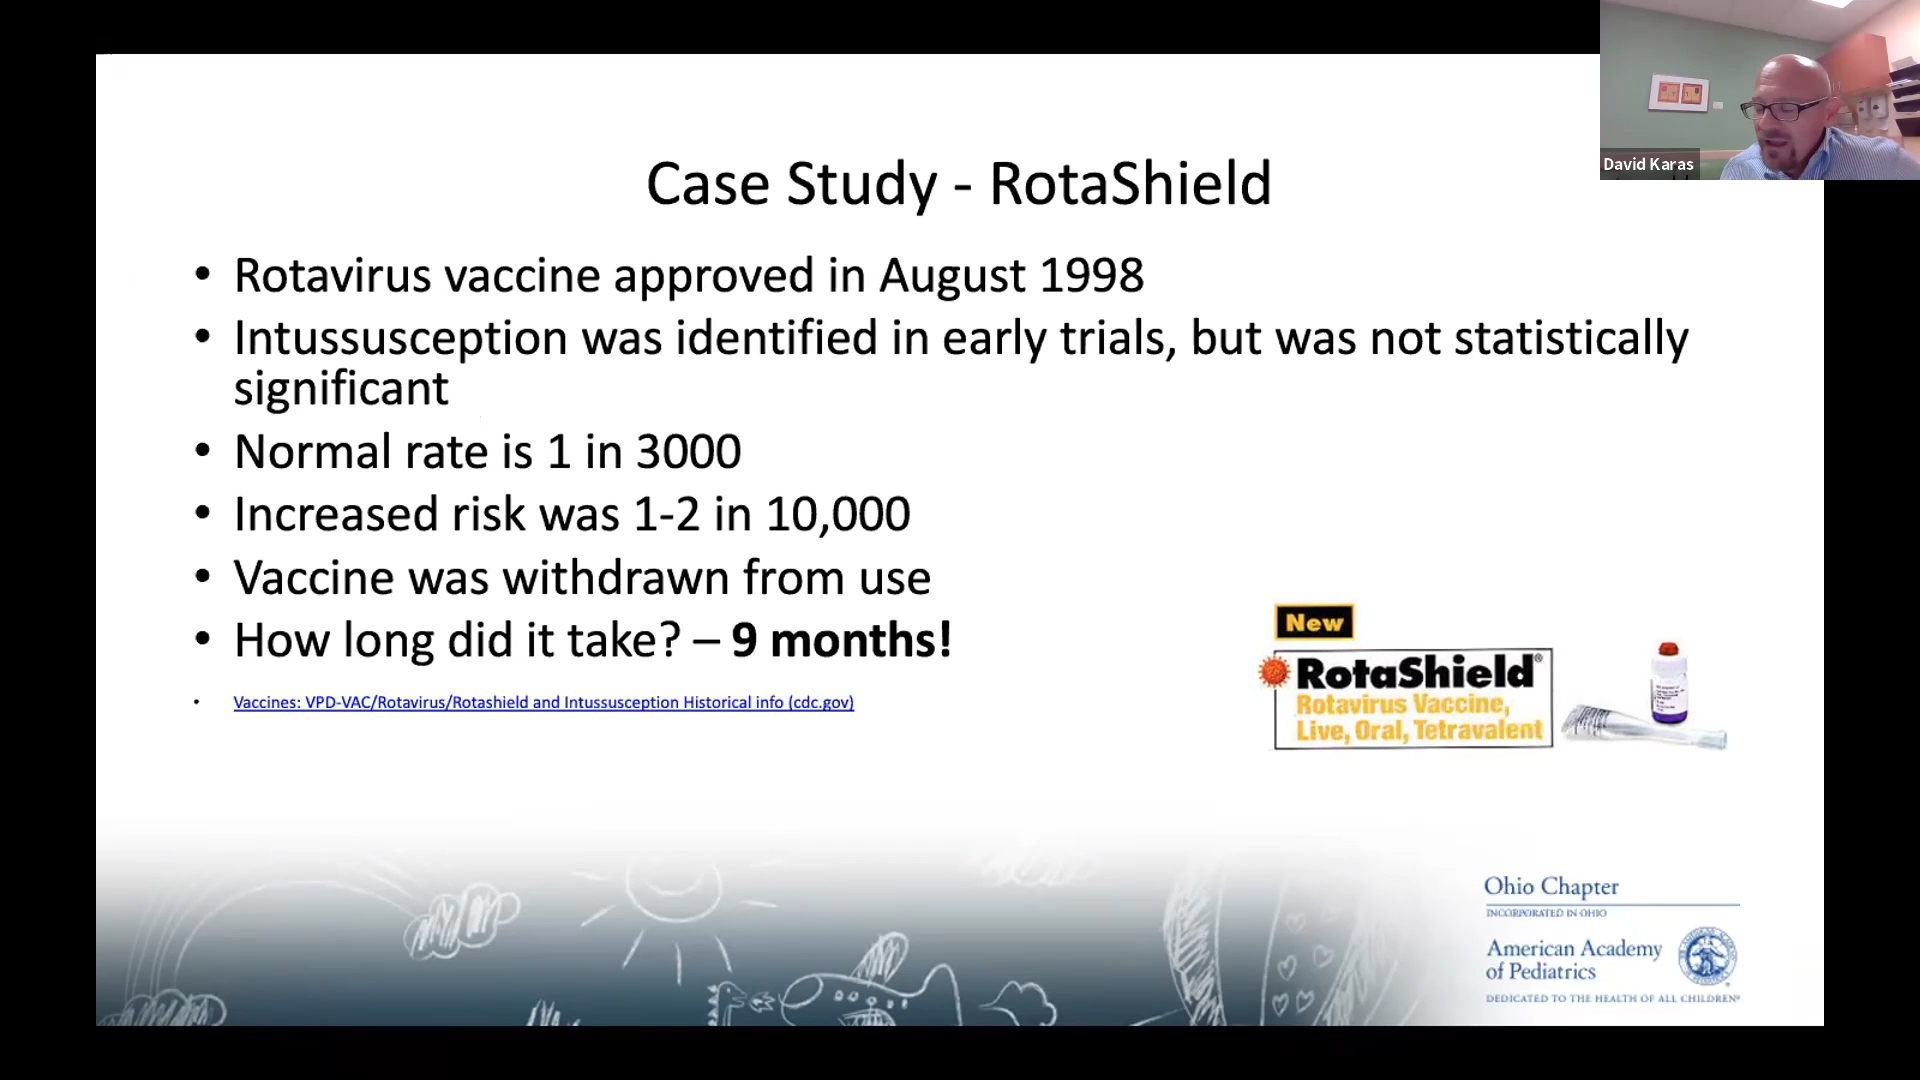 David Karas
Case Study - RotaShield
• Rotavirus vaccine approved in August 1998
• Intussusception was identified in early trials, but was not statistically
significant
• Normal rate is 1 in 3000
• Increased risk was 1-2 in 10,000
• Vaccine was withdrawn from use
• How long did it take? – 9 months!
• Vaccines: VPD-VAC/Rotavirus/Rotashield and Intussusception Historical info (cdc.gov)
New
RotaShield®
Rotavirus Vaccine,
Live, Oral, Tetravalent
Ohio Chapter
INCORPORATED IN OHIO
American Academy
of Pediatrics
DEDICATED TO THE HEALTH OF ALL CHILDREN®